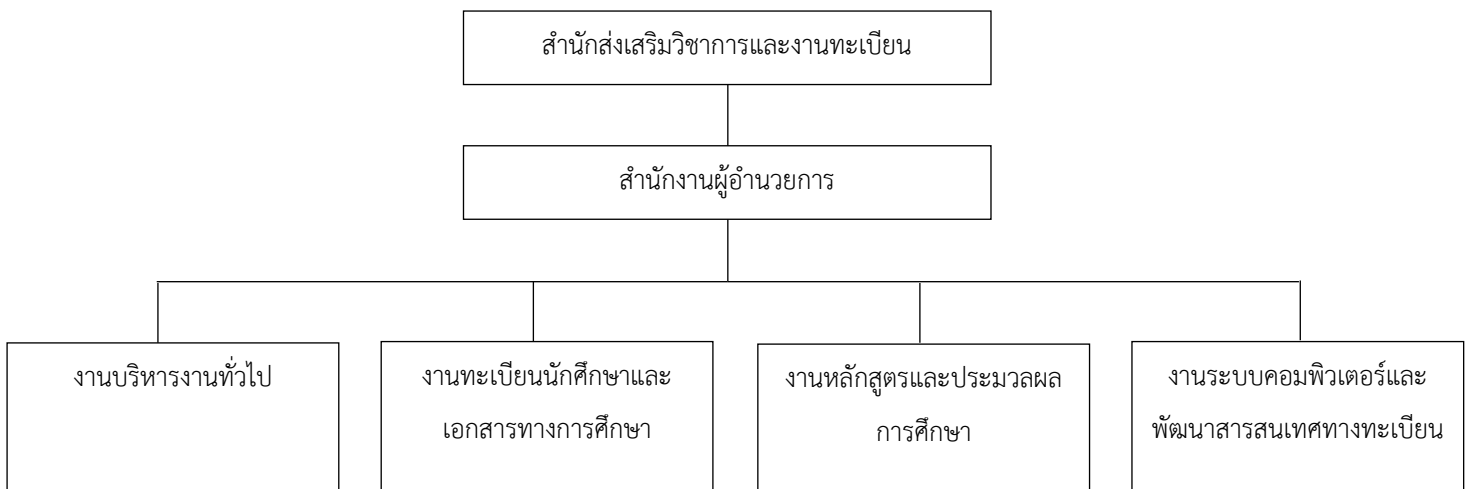 สำนักส่งเสริมวิชาการและงานทะเบียน
สำนักงานผู้อำนวยการ
งานบริหารงานทั่วไป
งานทะเบียนนักศึกษาและ
เอกสารทางการศึกษา
งานหลักสูตรและประมวลผล
การศึกษา
งานระบบคอมพิวเตอร์และ
พัฒนาสารสนเทศทางทะเบียน